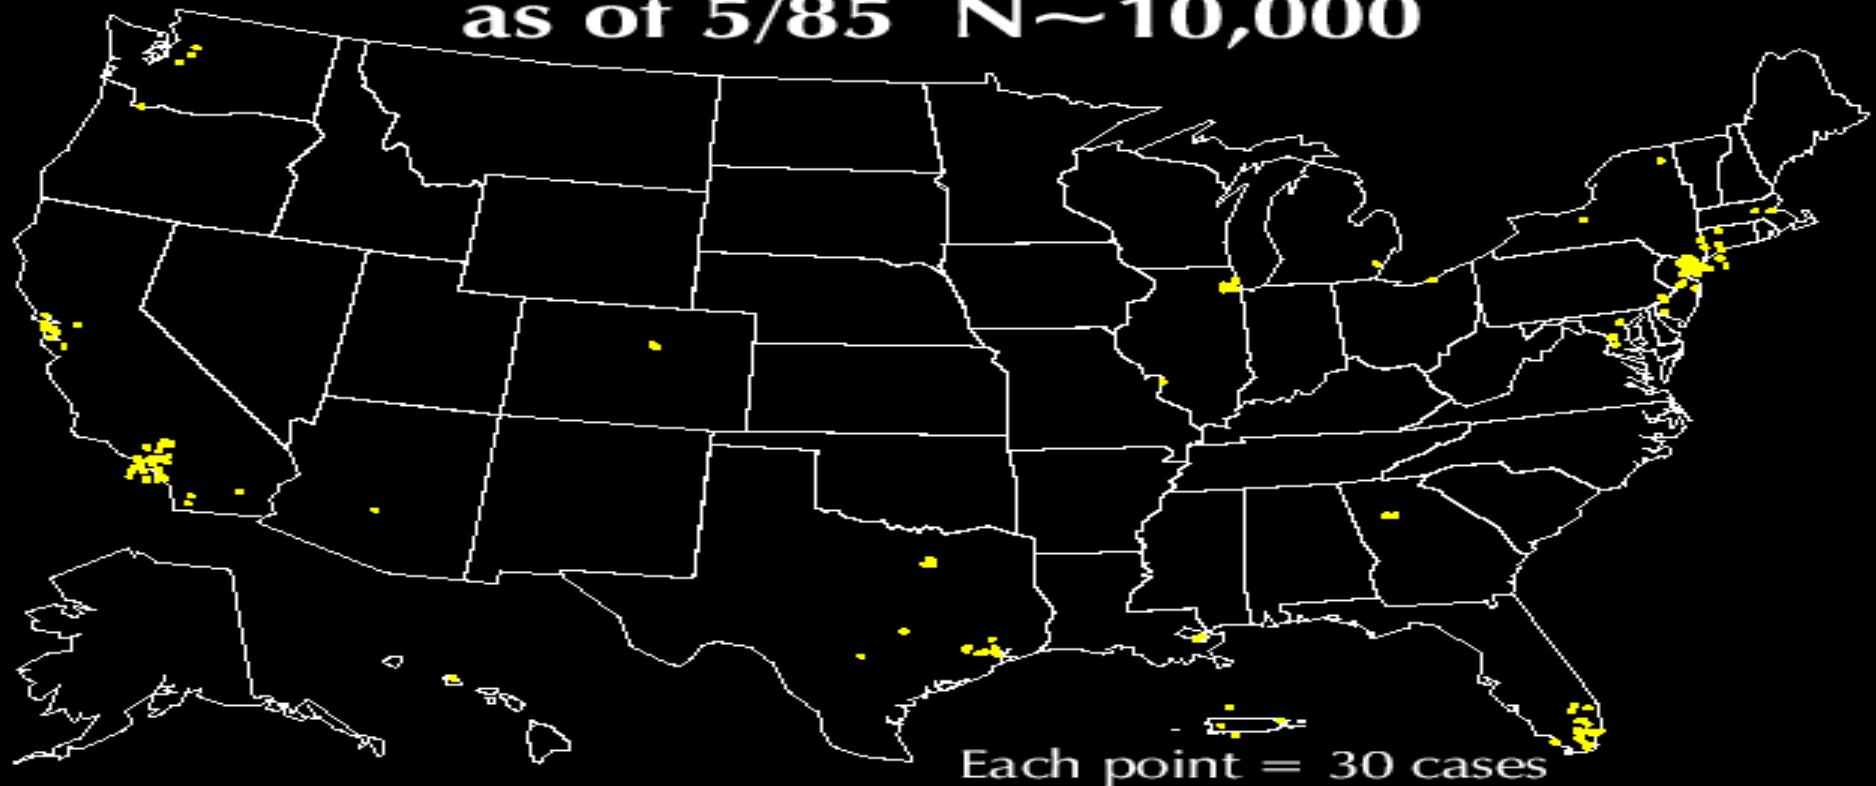 as of 5/85 N~10,000
Each point = 30 cases